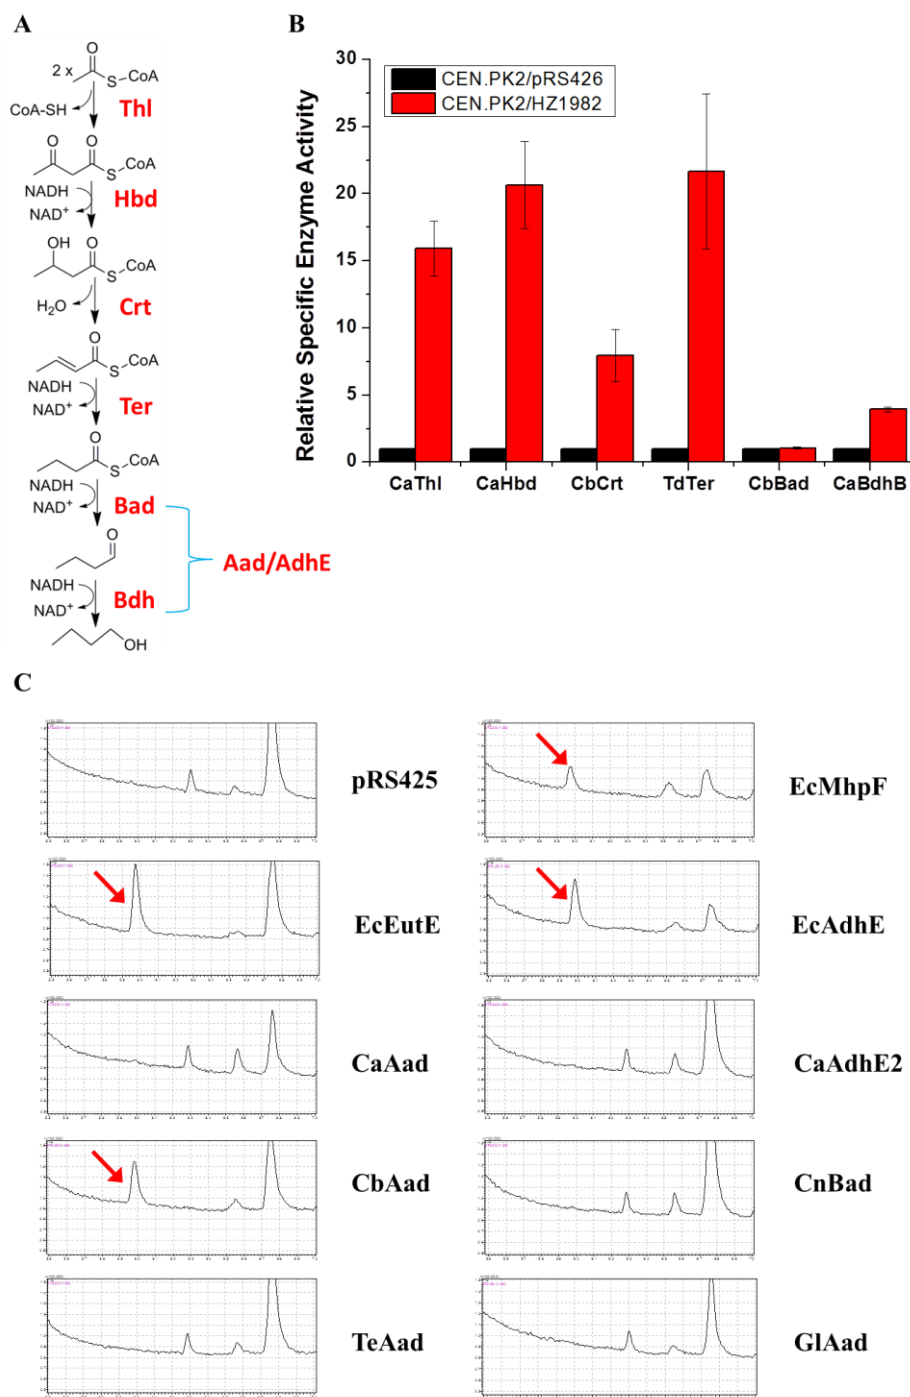 A
O
2 x
S
CoA
CoA-SH
Thl
O
O
S
CoA
NADH
NAD+
Hbd
OH
O
S
CoA
H₂O
Crt
O
S
CoA
NADH
NAD+
Ter
O
S
CoA
NADH
NAD+
Bad
O
Aad/AdhE
NADH
NAD+
Bdh
OH
B
CEN.PK2/pRS426
CEN.PK2/HZ1982
Relative Specific Enzyme Activity
30
25
20
15
10
5
0
CaThl CaHbd CbCrt TdTer CbBad CaBdhB
C
pRS425
EcMhpF
EcEutE
EcAdhE
CaAad
CaAdhE2
CbAad
CnBad
TeAad
GlAad